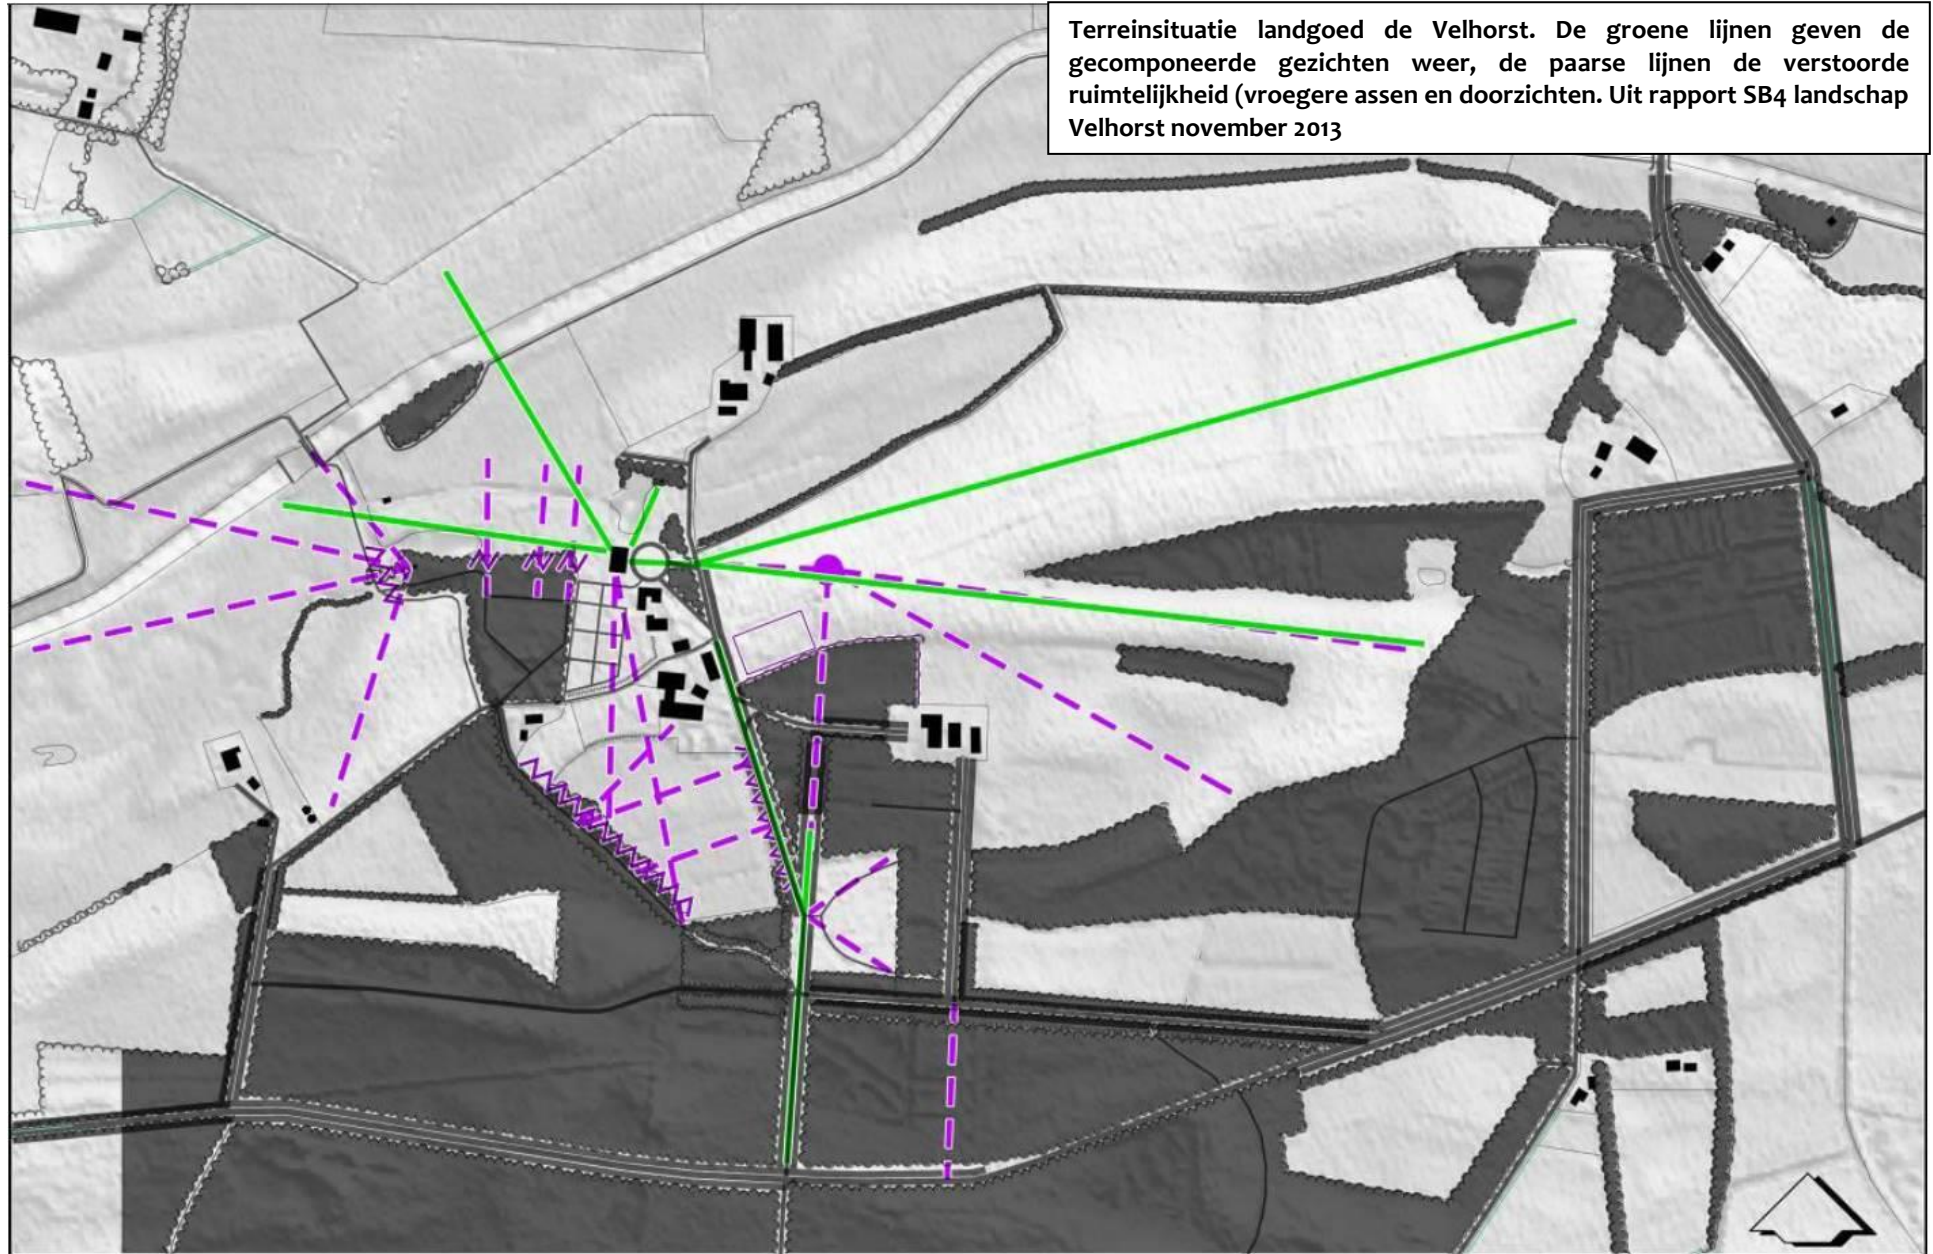 Terreinsituatie landgoed de Velhorst. De groene lijnen geven de
gecomponeerde gezichten weer, de paarse lijnen de verstoorde
ruimtelijkheid (vroegere assen en doorzichten. Uit rapport SB4 landschap
Velhorst november 2013